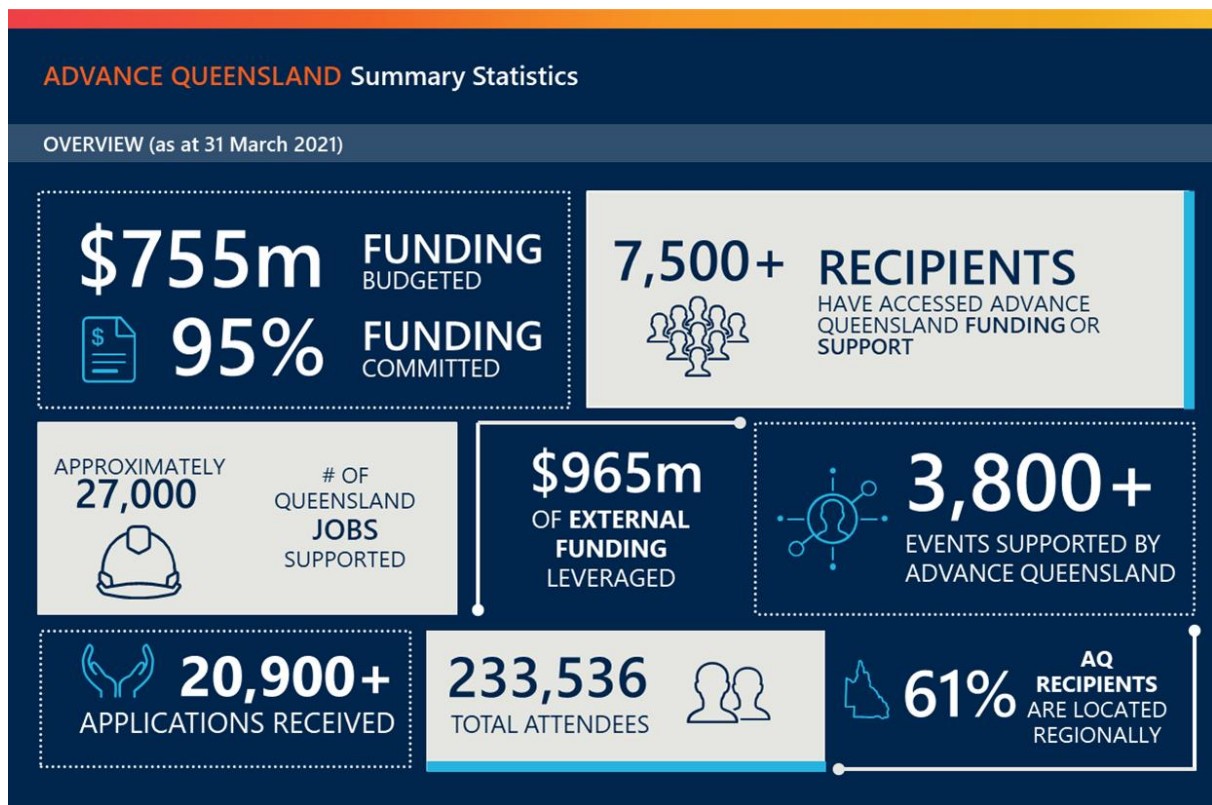 ADVANCE QUEENSLAND Summary Statistics
OVERVIEW (as at 31 March 2021)
$755m FUNDING
BUDGETED
$ 95% FUNDING
COMMITTED
7,500+ RECIPIENTS
HAVE ACCESSED ADVANCE
QUEENSLAND FUNDING OR
SUPPORT
APPROXIMATELY
27,000
# OF
QUEENSLAND
JOBS
SUPPORTED
$965m
OF EXTERNAL
FUNDING
LEVERAGED
3,800+
EVENTS SUPPORTED BY
ADVANCE QUEENSLAND
20,900+
APPLICATIONS RECEIVED
233,536
TOTAL ATTENDEES
61%
AQ
RECIPIENTS
ARE LOCATED
REGIONALLY